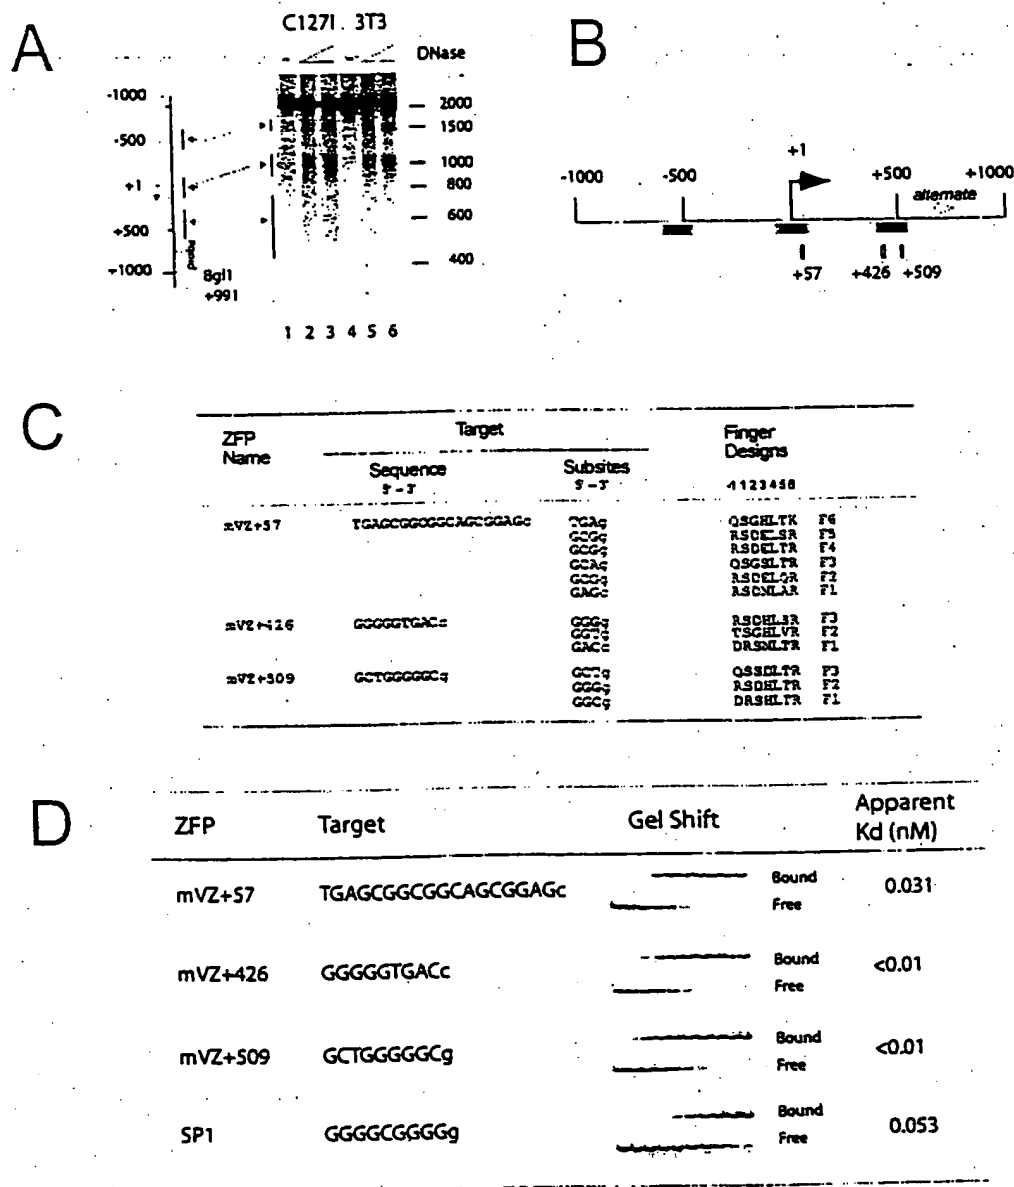 A
C127I . 3T3
DNase
-1000
-500
+1
+500
+1000
probe
Bgl1
+991
2000
1500
1000
800
600
400
1 2 3 4 5 6
B
-1000
-500
+1
+500
+1000
alternate
+57
+426
+509
C
ZFP Name
Target
Finger Designs
Sequence
5' - 3'
Subsites
5' - 3'
-1123456
mVZ+57 TGAGCGGCGGCAGCGGAGc TGAg QSGHLTK F6
GCGg RSDELSR F5
GCGg RSDELTR F4
GCAg QSGSLTR F3
GCGg RSDELQR F2
GAGc RSDNLAR F1
mVZ+426 GGGGGTGACc GGGg RSDHLSR F3
TSGHLVR F2
GACc DRSNLTR F1
mVZ+509 GCTGGGGGCg GCTg QSSDLTR F3
GGGg RSDHLTR F2
GGCg DRSHLTR F1
D
ZFP Target Gel Shift Apparent Kd (nM)
mVZ+57 TGAGCGGCGGCAGCGGAGc Bound Free 0.031
mVZ+426 GGGGGTGACc Bound Free <0.01
mVZ+509 GCTGGGGGCg Bound Free <0.01
SP1 GGGGCGGGGg Bound Free 0.053